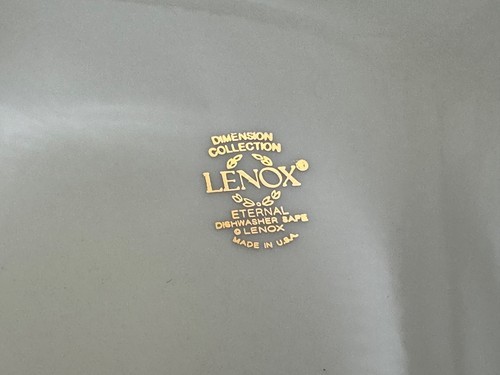 DIMENSION
COLLECTION
LENOX®
ETERNAL
DISHWASHER SAFE
© LENOX
MADE IN U.S.A.